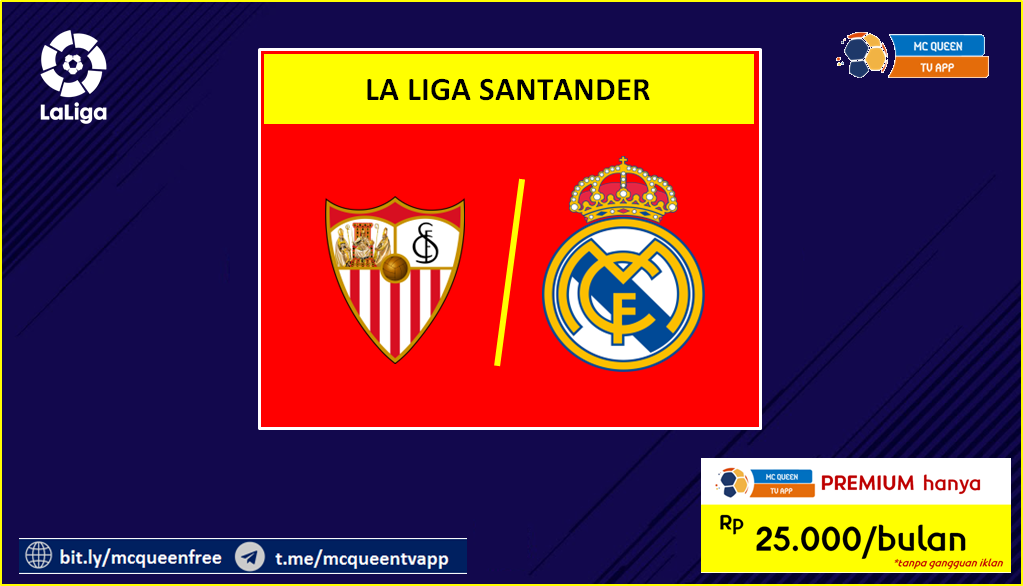 LaLiga
MC QUEEN
TV APP
LA LIGA SANTANDER
MC QUEEN
TV APP
PREMIUM hanya
Rp 25.000/bulan
*tanpa gangguan iklan
bit.ly/mcqueenfree
t.me/mcqueentvapp